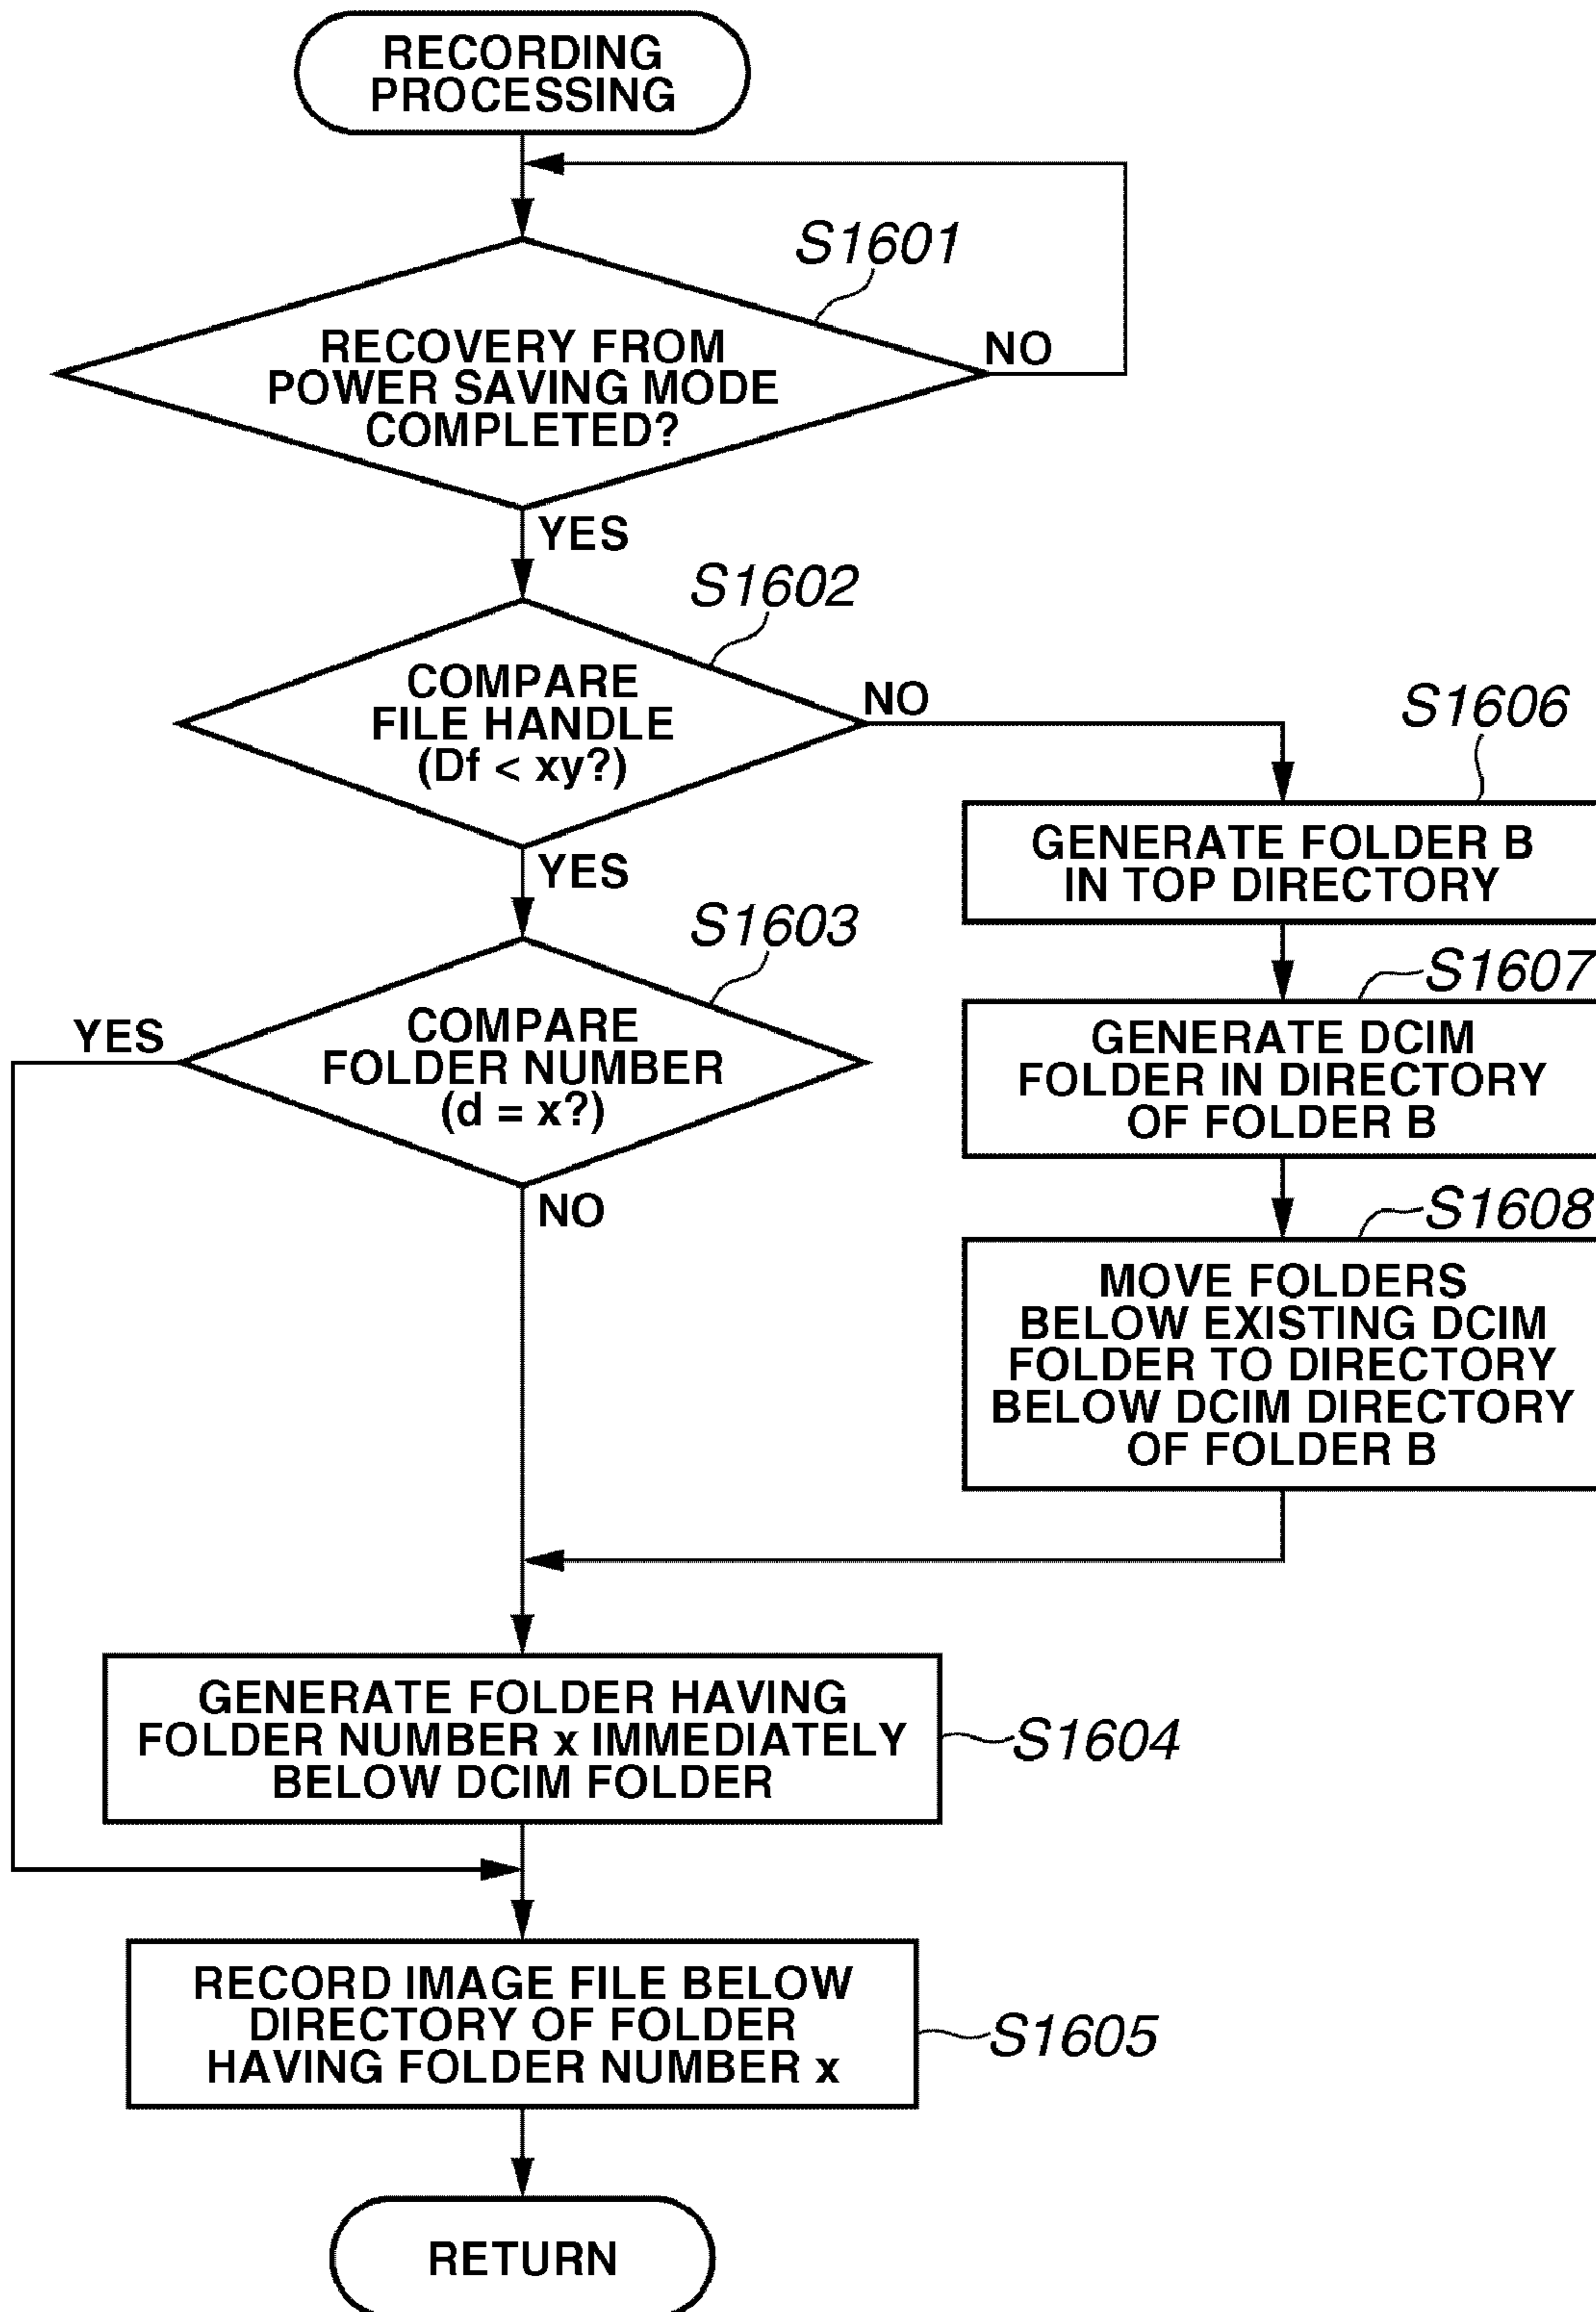 RECORDING
PROCESSING
S1601
RECOVERY FROM
POWER SAVING MODE
COMPLETED?
NO
YES
S1602
COMPARE
FILE HANDLE
(Df < xy?)
NO
YES
S1606
GENERATE FOLDER B
IN TOP DIRECTORY
S1603
COMPARE
FOLDER NUMBER
(d = x?)
YES
NO
S1607
GENERATE DCIM
FOLDER IN DIRECTORY
OF FOLDER B
S1608
MOVE FOLDERS
BELOW EXISTING DCIM
FOLDER TO DIRECTORY
BELOW DCIM DIRECTORY
OF FOLDER B
GENERATE FOLDER HAVING
FOLDER NUMBER x IMMEDIATELY
BELOW DCIM FOLDER
S1604
RECORD IMAGE FILE BELOW
DIRECTORY OF FOLDER
HAVING FOLDER NUMBER x
S1605
RETURN